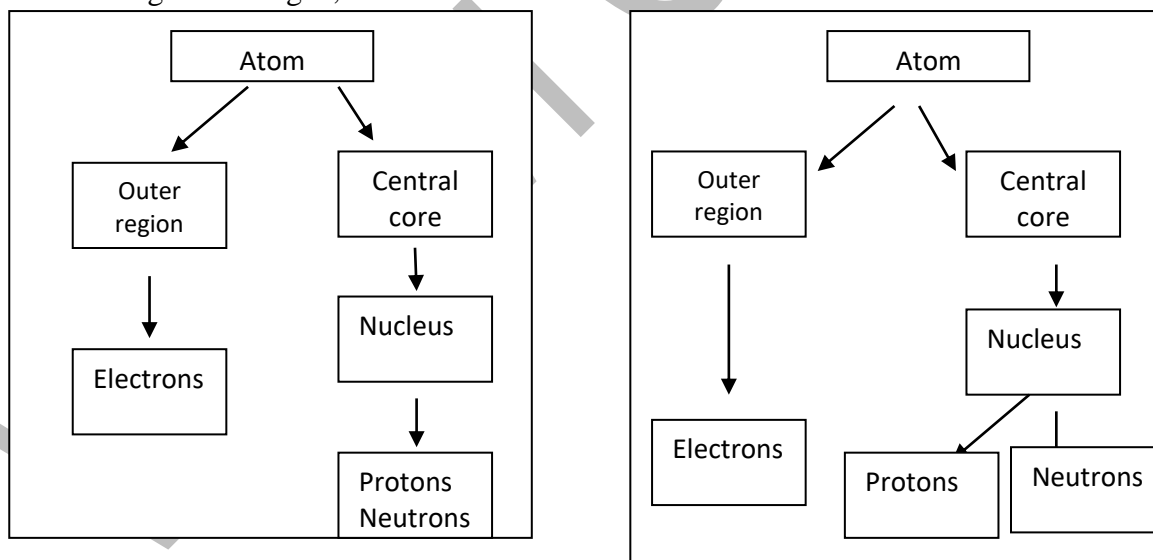 Atom
Outer
region
Central
core
Electrons
Nucleus
Protons
Neutrons
Atom
Outer
region
Central
core
Nucleus
Electrons
Protons
Neutrons